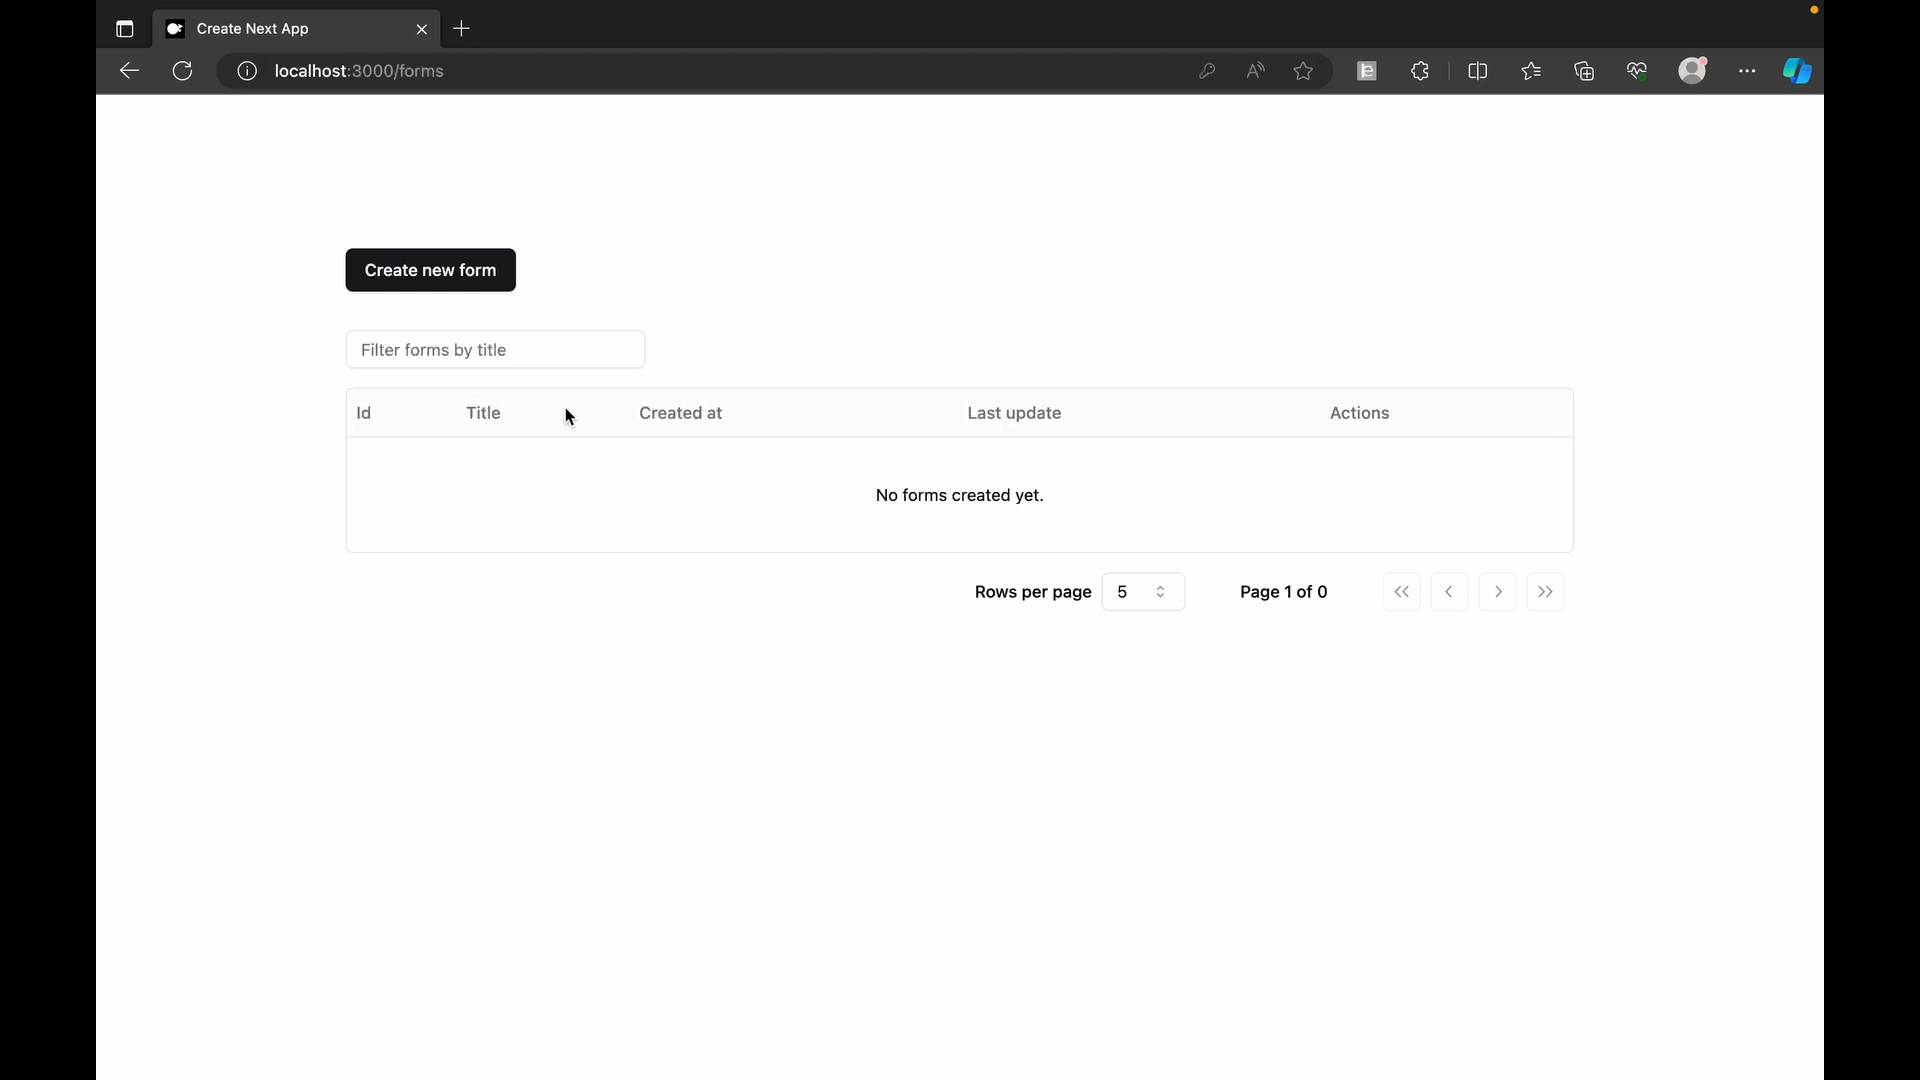 Create Next App
localhost:3000/forms
Create new form
Filter forms by title
Id Title Created at Last update Actions
No forms created yet.
Rows per page 5 Page 1 of 0